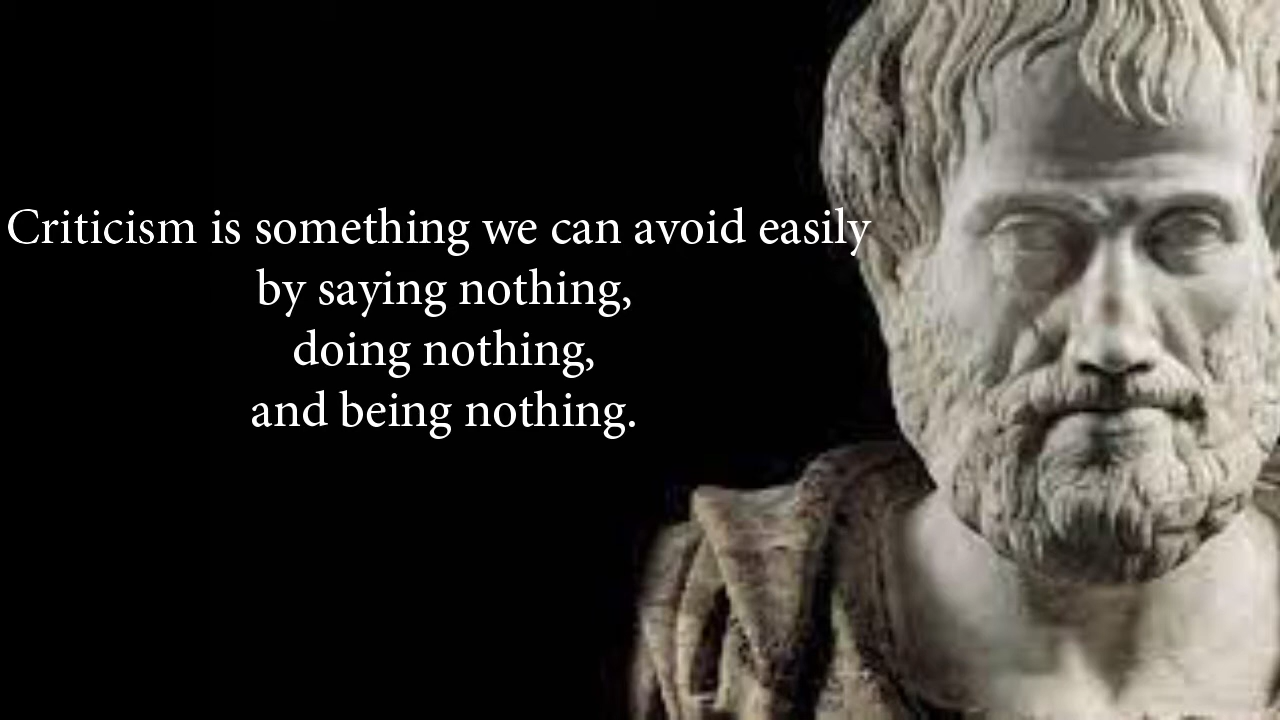 Criticism is something we can avoid easily
by saying nothing,
doing nothing,
and being nothing.